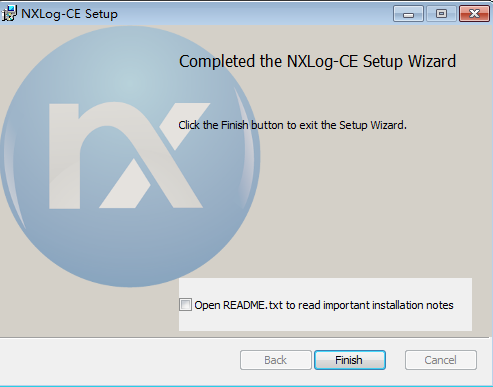 NXLog-CE Setup
Completed the NXLog-CE Setup Wizard
Click the Finish button to exit the Setup Wizard.
nx
Open README.txt to read important installation notes
Back
Finish
Cancel